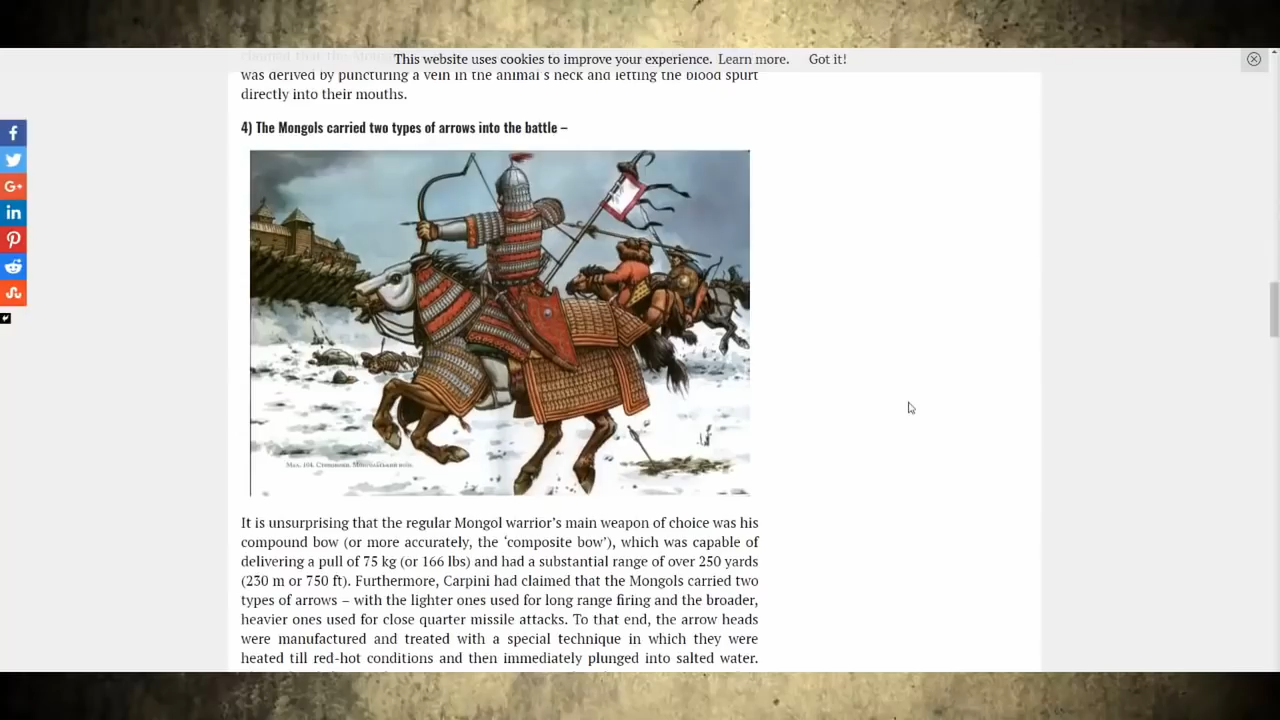 This website uses cookies to improve your experience. Learn more. Got it!
was derived by puncturing a vein in the animal's neck and letting the blood spurt
directly into their mouths.
4) The Mongols carried two types of arrows into the battle –
Мал. 104.
It is unsurprising that the regular Mongol warrior’s main weapon of choice was his
compound bow (or more accurately, the ‘composite bow’), which was capable of
delivering a pull of 75 kg (or 166 lbs) and had a substantial range of over 250 yards
(230 m or 750 ft). Furthermore, Carpini had claimed that the Mongols carried two
types of arrows – with the lighter ones used for long range firing and the broader,
heavier ones used for close quarter missile attacks. To that end, the arrow heads
were manufactured and treated with a special technique in which they were
heated till red-hot conditions and then immediately plunged into salted water.